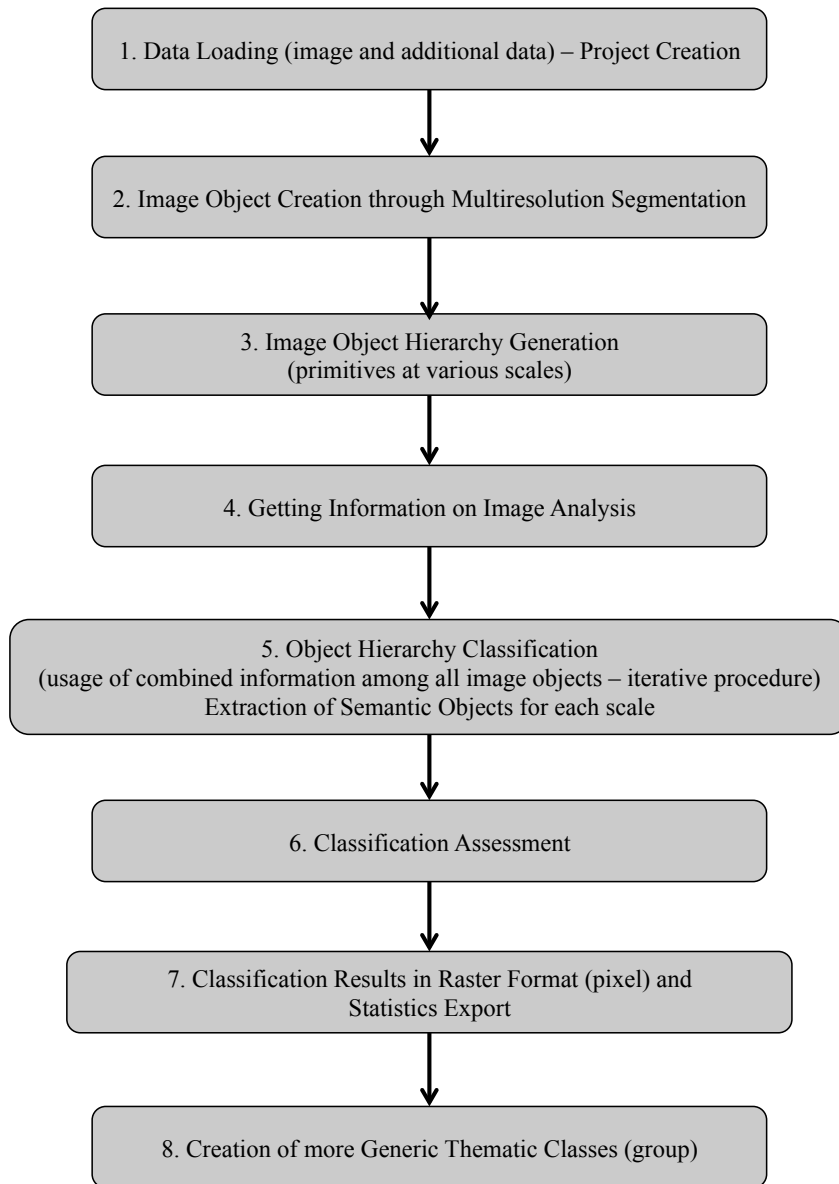 1. Data Loading (image and additional data) – Project Creation
2. Image Object Creation through Multiresolution Segmentation
3. Image Object Hierarchy Generation
(primitives at various scales)
4. Getting Information on Image Analysis
5. Object Hierarchy Classification
(usage of combined information among all image objects – iterative procedure)
Extraction of Semantic Objects for each scale
6. Classification Assessment
7. Classification Results in Raster Format (pixel) and
Statistics Export
8. Creation of more Generic Thematic Classes (group)